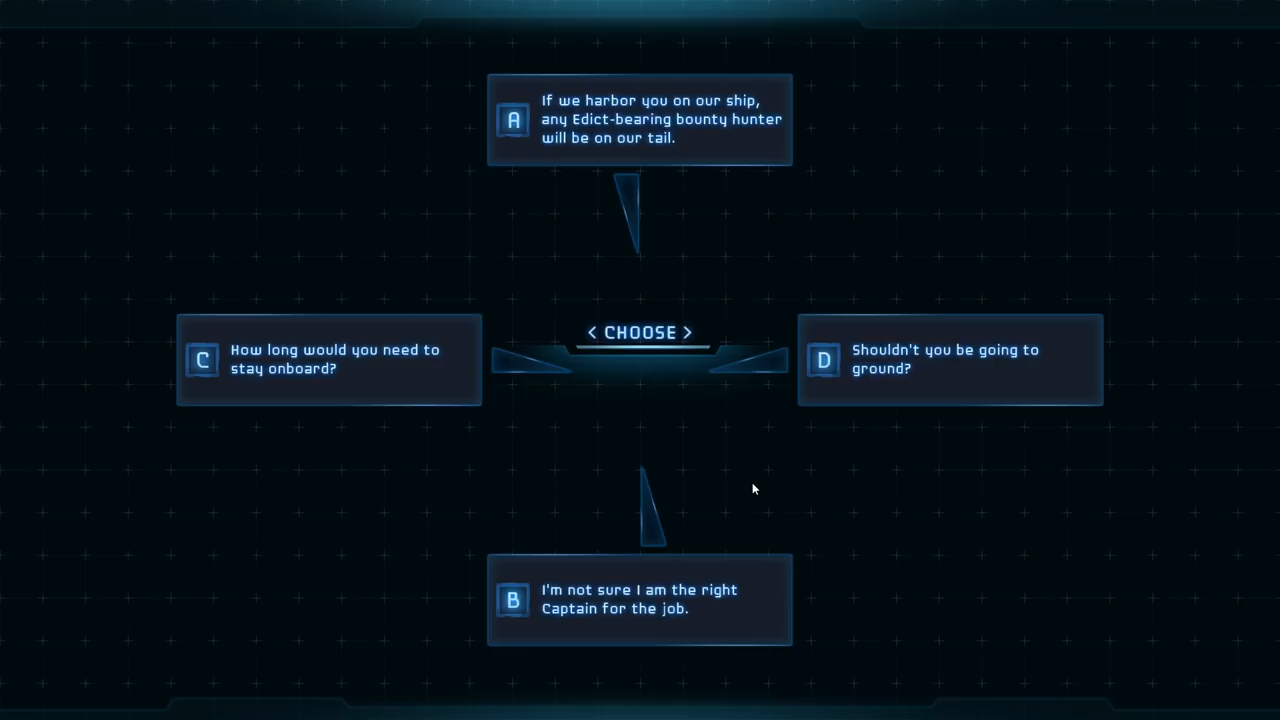 A
If we harbor you on our ship,
any Edict-bearing bounty hunter
will be on our tail.
< CHOOSE >
C
How long would you need to
stay onboard?
D
Shouldn't you be going to
ground?
B
I'm not sure I am the right
Captain for the job.